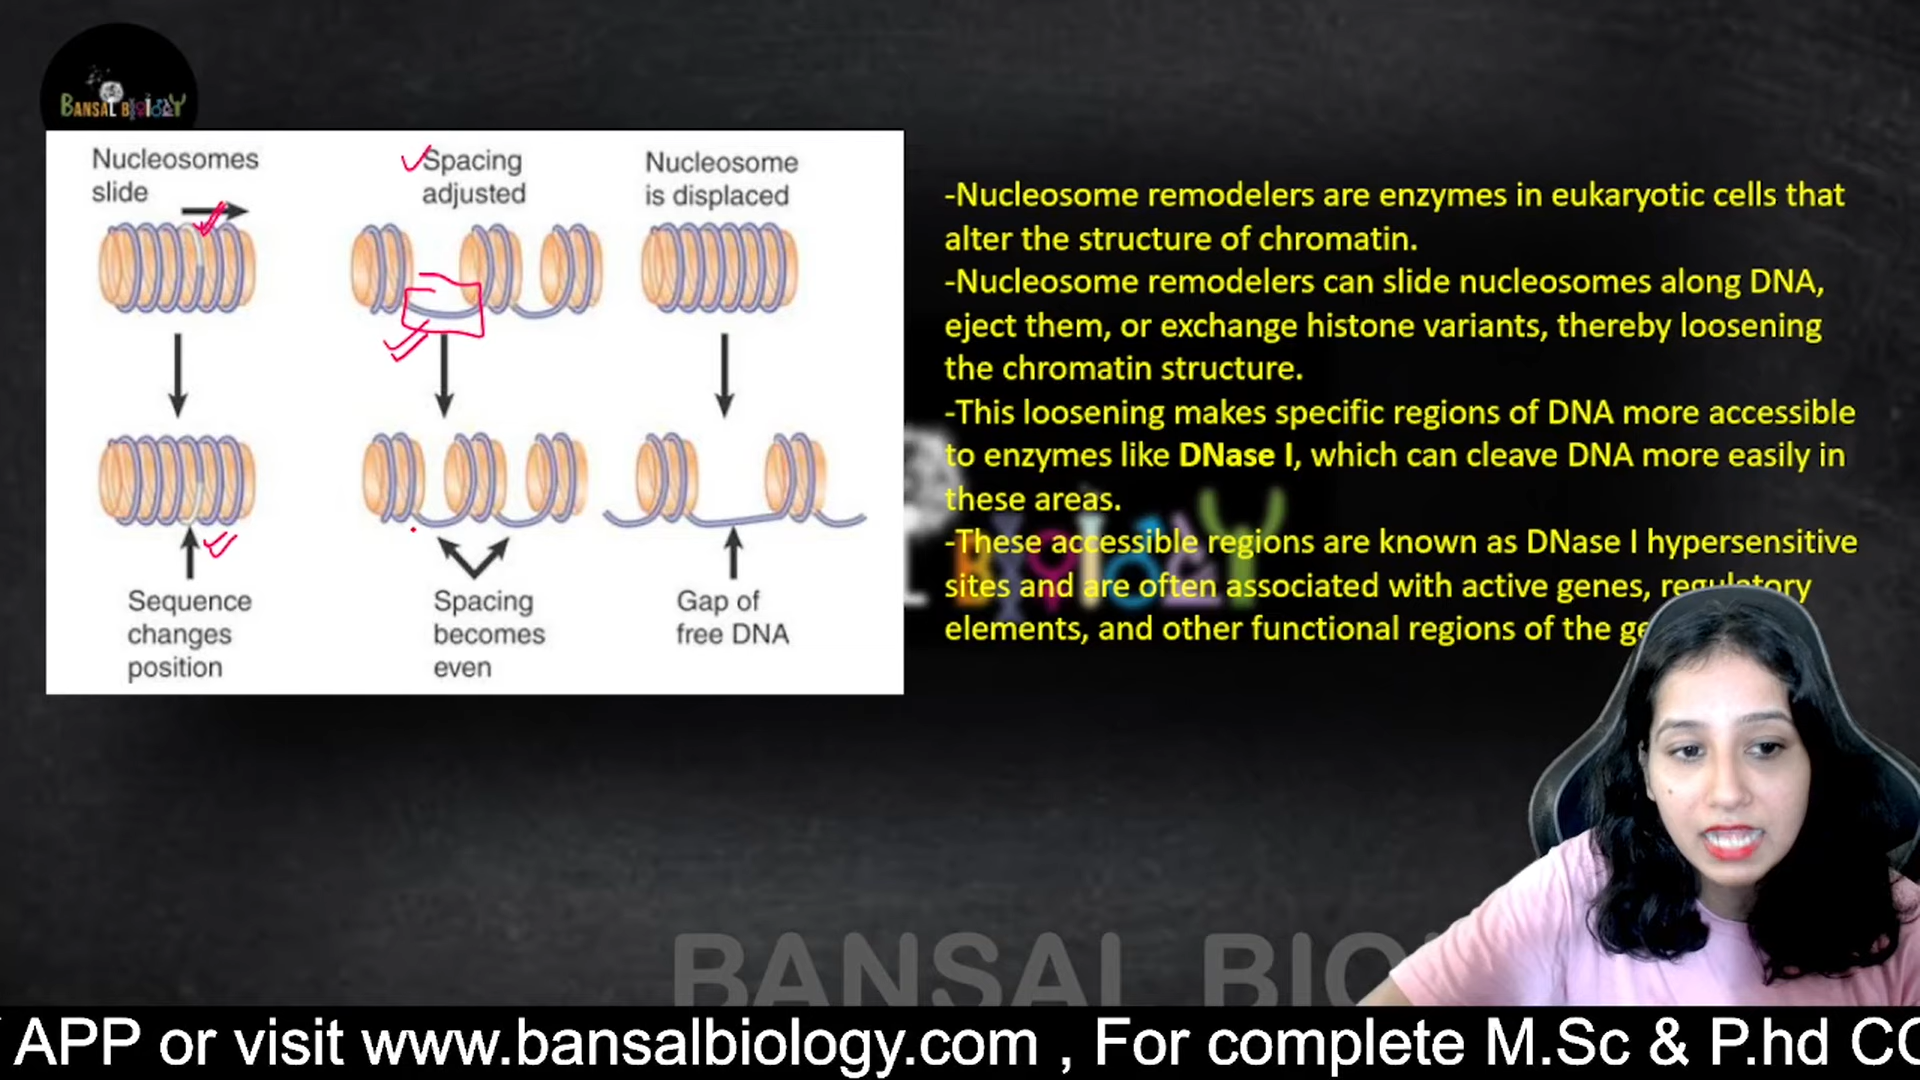 BANSAL BIOLOGY
Nucleosomes
slide
Spacing
adjusted
Nucleosome
is displaced
Sequence
changes
position
Spacing
becomes
even
Gap of
free DNA
-Nucleosome remodelers are enzymes in eukaryotic cells that
alter the structure of chromatin.
-Nucleosome remodelers can slide nucleosomes along DNA,
eject them, or exchange histone variants, thereby loosening
the chromatin structure.
-This loosening makes specific regions of DNA more accessible
to enzymes like DNase I, which can cleave DNA more easily in
these areas.
-These accessible regions are known as DNase I hypersensitive
sites and are often associated with active genes, regulatory
elements, and other functional regions of the
BANSAL BIO
APP or visit www.bansalbiology.com , For complete M.Sc & P.hd CO